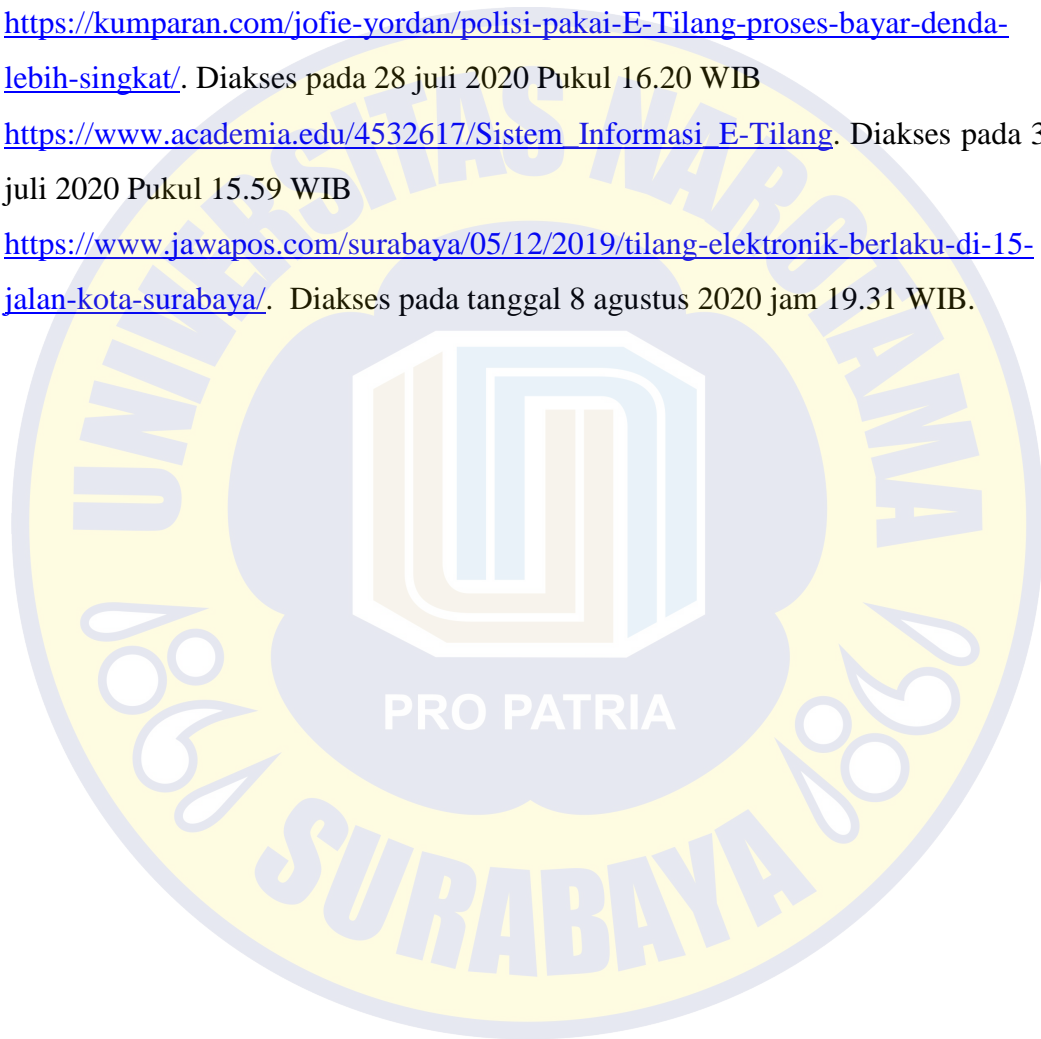 https://kumparan.com/jofie-yordan/polisi-pakai-E-Tilang-proses-bayar-denda-
lebih-singkat/. Diakses pada 28 juli 2020 Pukul 16.20 WIB
https://www.academia.edu/4532617/Sistem_Informasi_E-Tilang. Diakses pada
juli 2020 Pukul 15.59 WIB
https://www.jawapos.com/surabaya/05/12/2019/tilang-elektronik-berlaku-di-15-
jalan-kota-surabaya/. Diakses pada tanggal 8 agustus 2020 jam 19.31 WIB.
UNIVERSITAS NAROTAMA
PRO PATRIA
SURABAYA